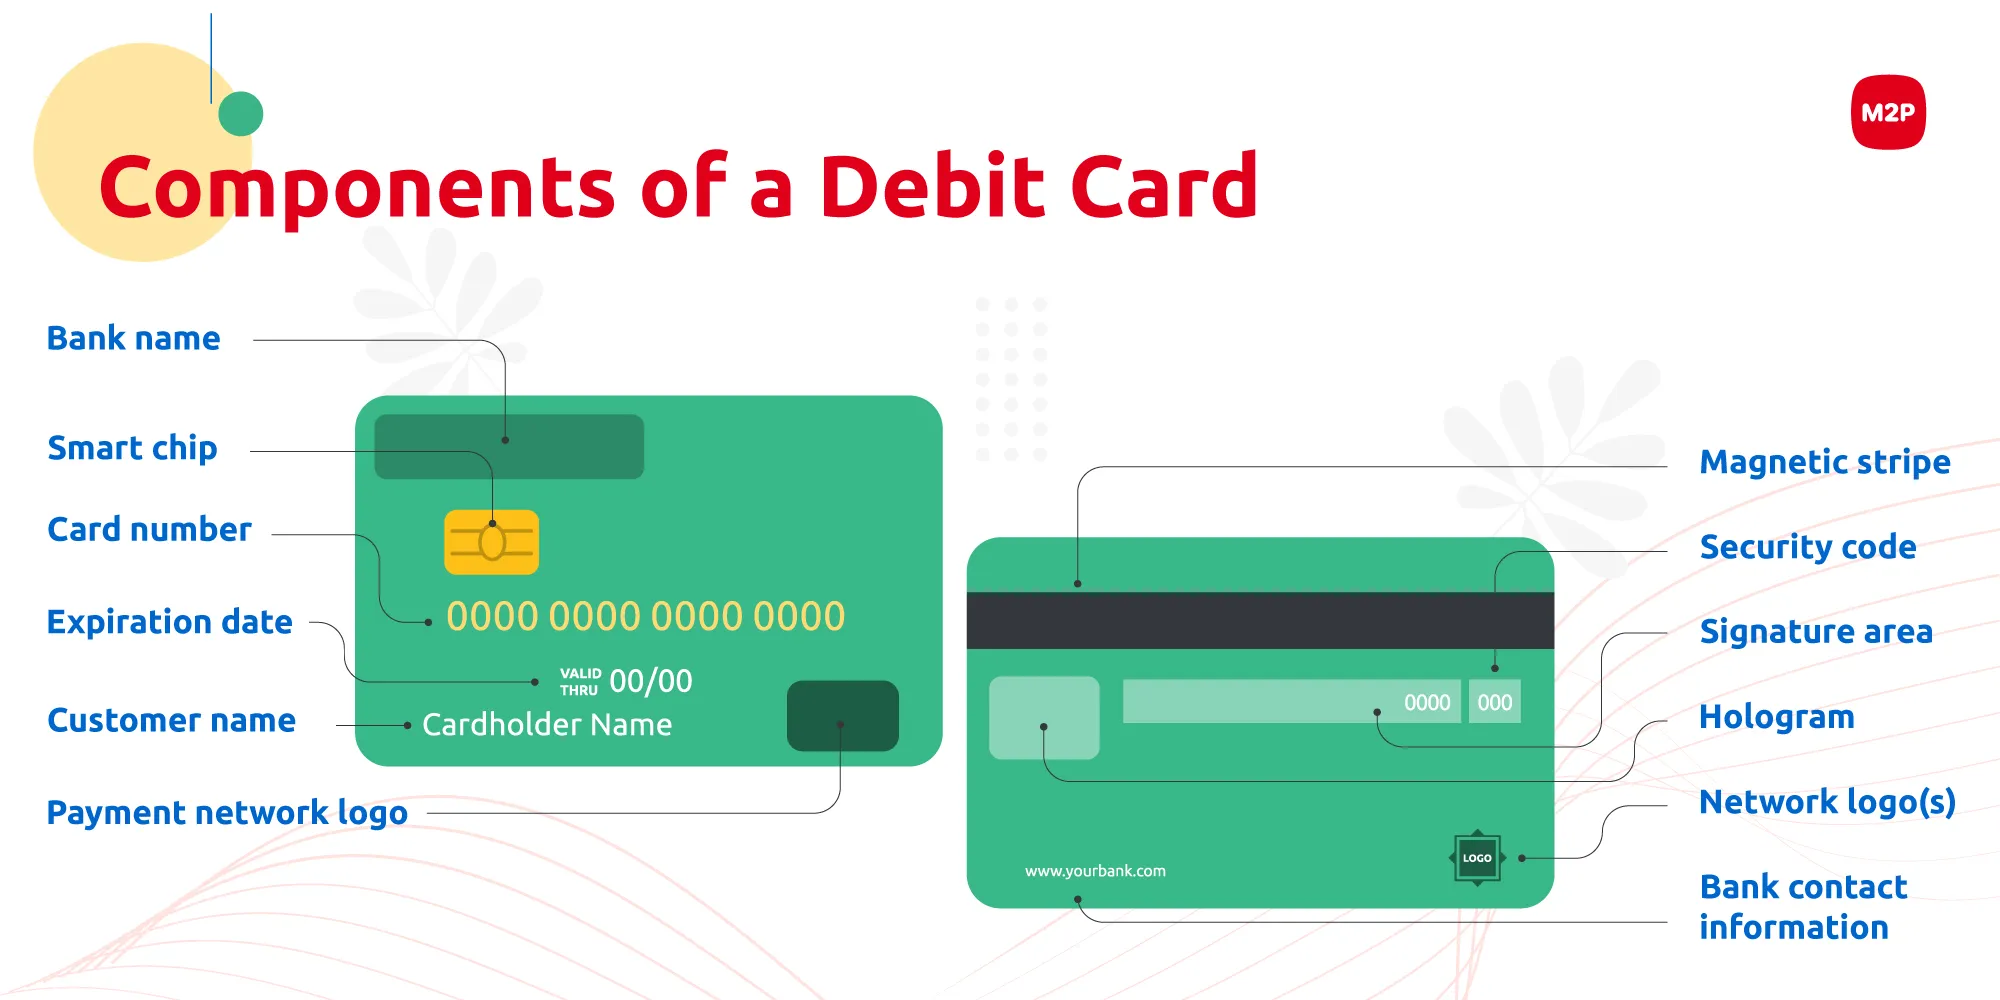 M2P
Components of a Debit Card
Bank name
Smart chip
Card number
Expiration date
Customer name
Payment network logo
0000 0000 0000 0000
VALID
THRU 00/00
Cardholder Name
0000 000
www.yourbank.com
LOGO
Magnetic stripe
Security code
Signature area
Hologram
Network logo(s)
Bank contact
information